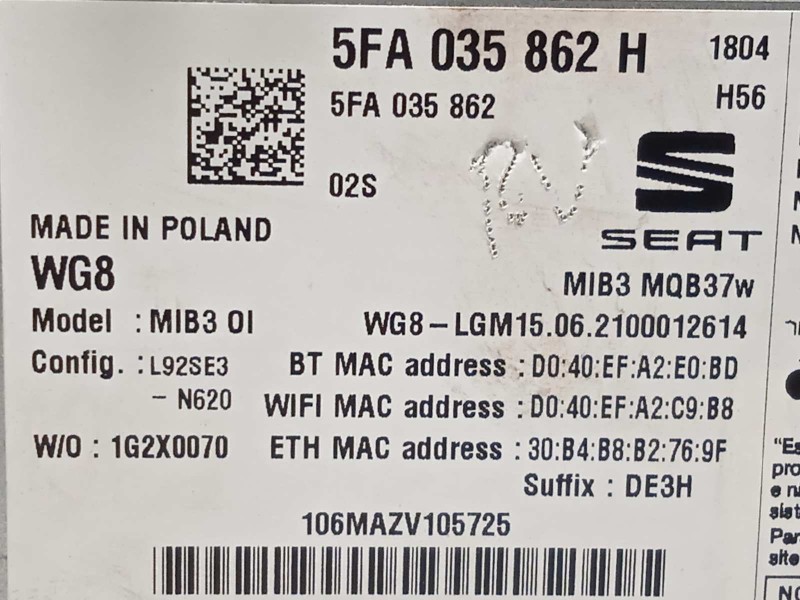 5FA 035 862 H 1804
5FA 035 862 H56
02S
SEAT
MADE IN POLAND
WG8 MIB3 MQB37w
Model : MIB3 OI WG8-LGM15.06.2100012614
Config. : L92SE3 BT MAC address : D0:40:EF:A2:E0:BD
- N620 WIFI MAC address : D0:40:EF:A2:C9:B8
W/O : 1G2X0070 ETH MAC address : 30:B4:B8:B2:76:9F
Suffix : DE3H
106MAZV105725